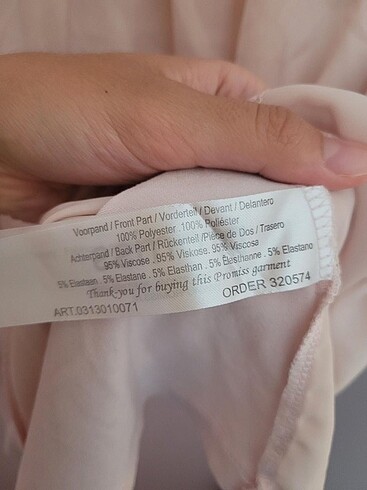 Voorpand / Front Part / Vorderteil / Devant / Delantero
100% Polyester . 100% Poliéster
Achterpand / Back Part / Rückenteil /Piece de Dos / Trasero
95% Viscose . 95% Viskose. 95% Viscosa
5% Elastaan . 5% Elastane . 5% Elasthan . 5% Élesthanne . 5% Elastano
Thank-you for buying this Promiss garment
ORDER 320574
ART.0313010071